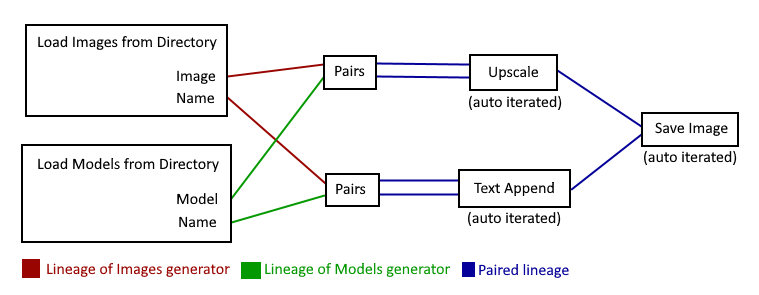 Load Images from Directory
Image
Name
Load Models from Directory
Model
Name
Pairs
Upscale
(auto iterated)
Pairs
Text Append
(auto iterated)
Save Image
(auto iterated)
Lineage of Images generator
Lineage of Models generator
Paired lineage